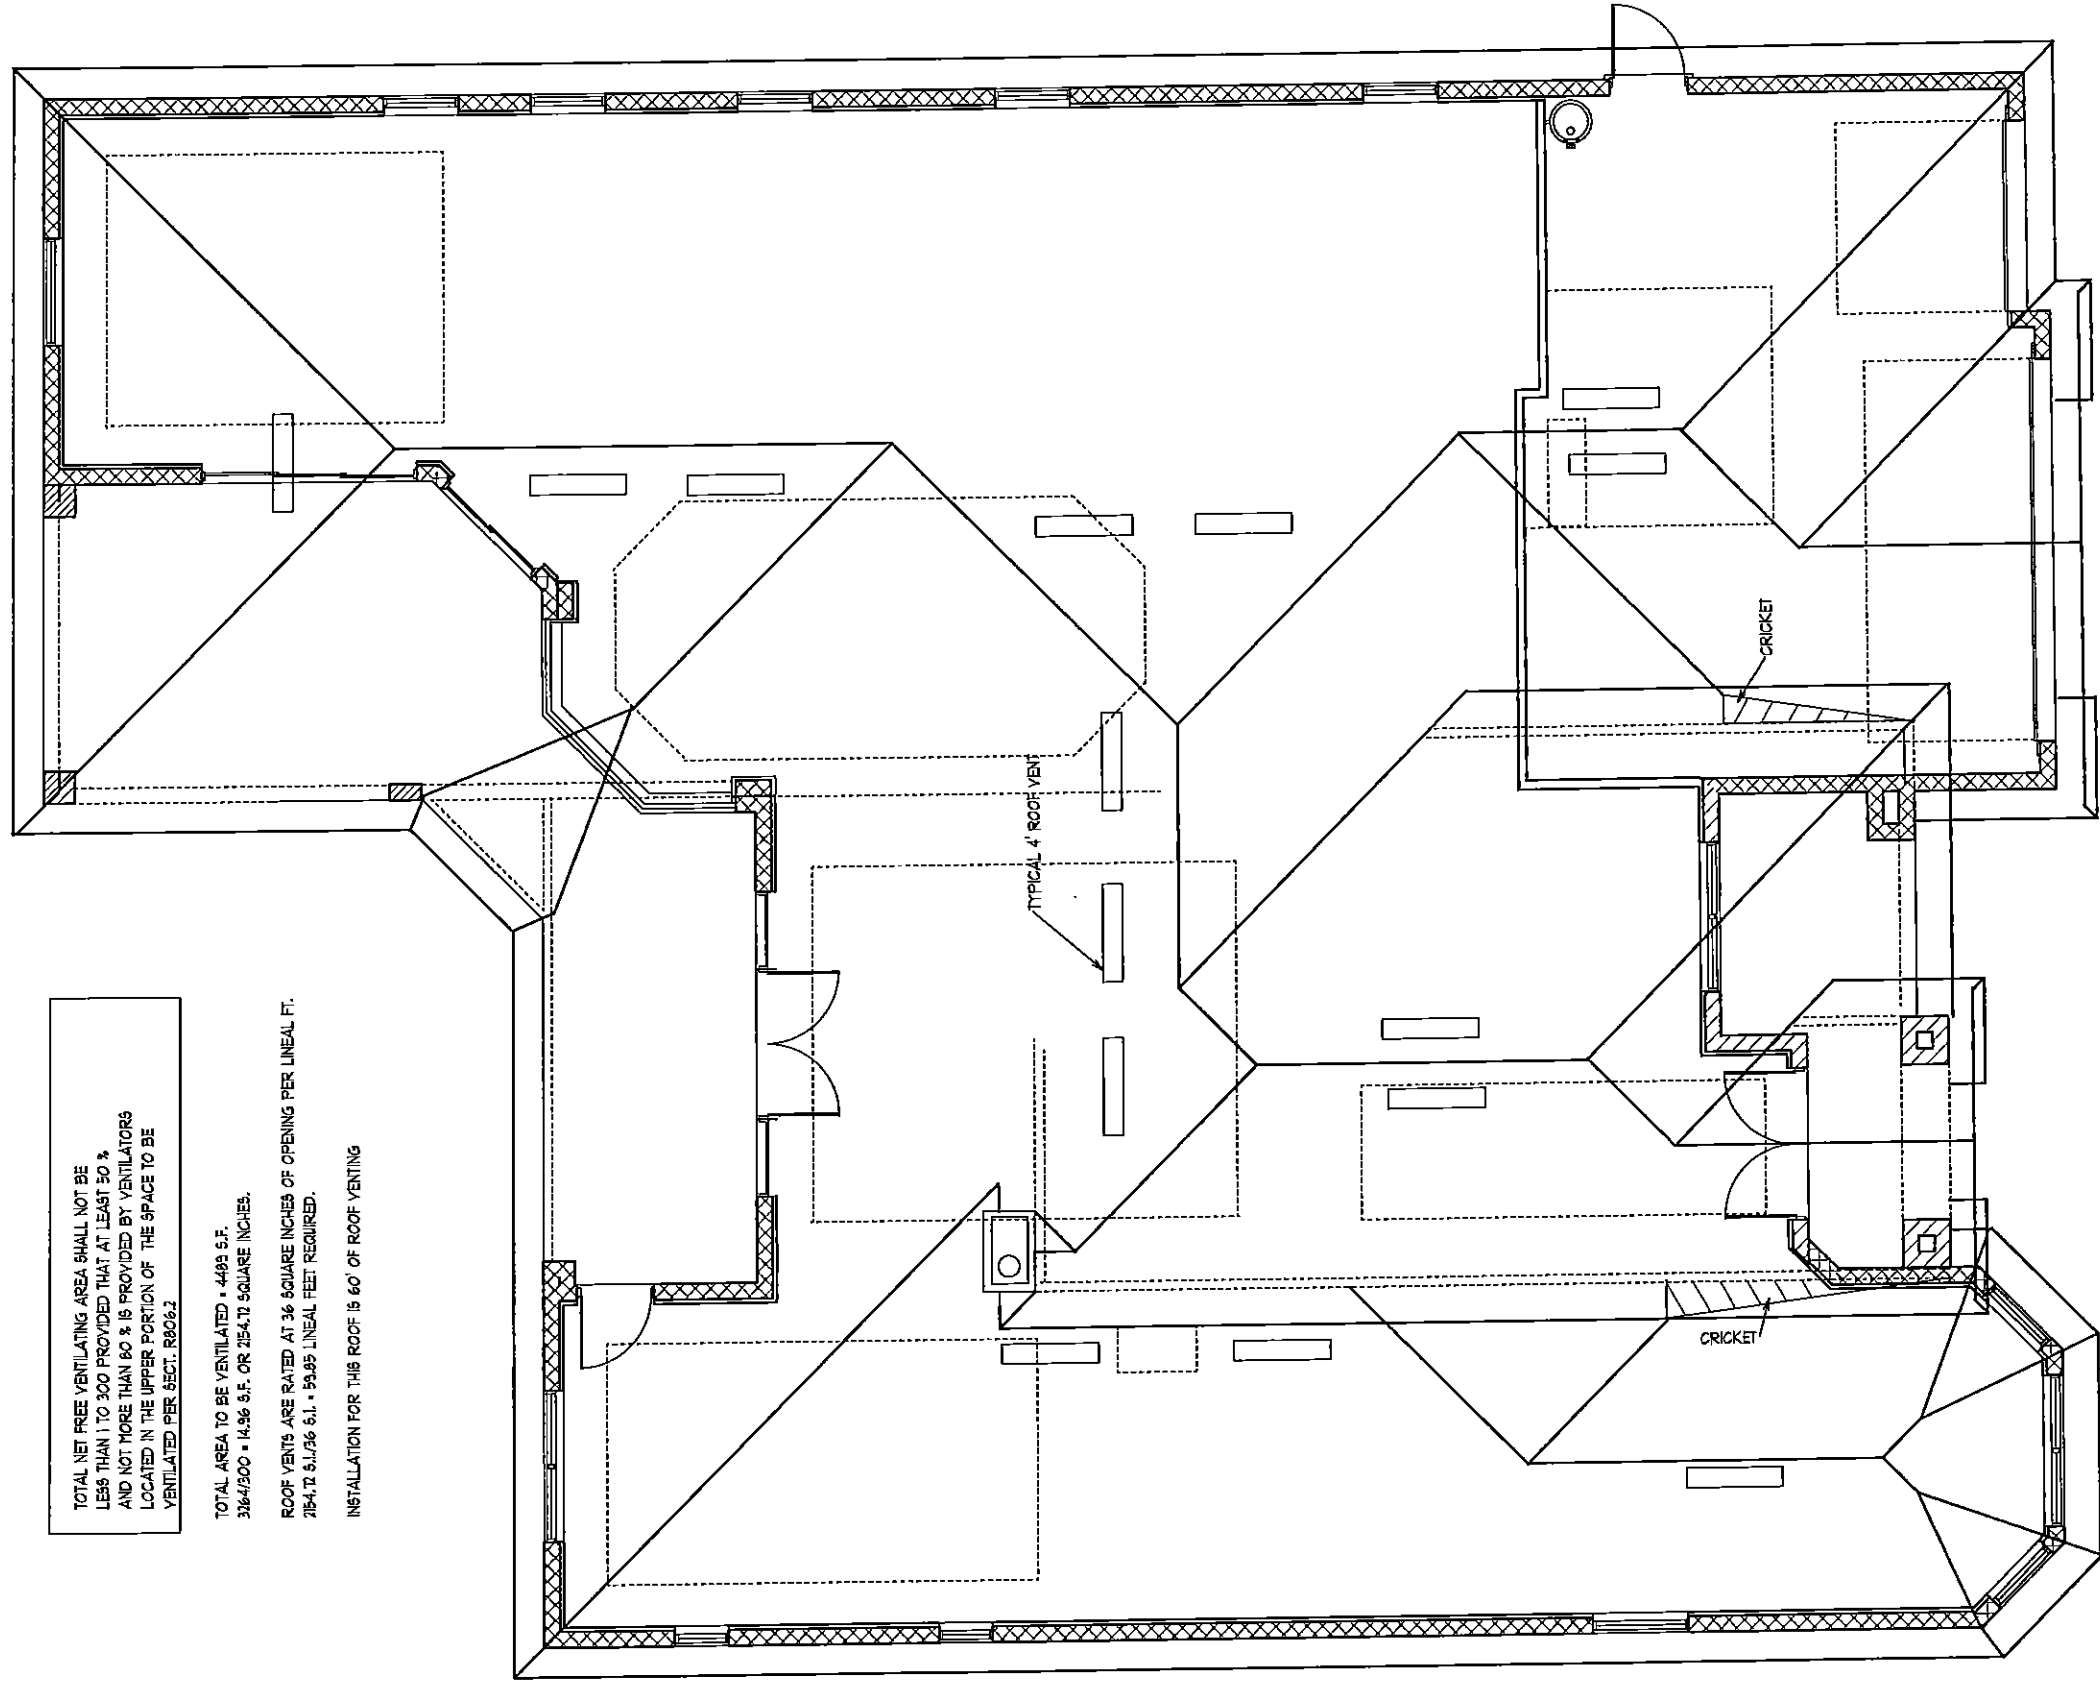 TOTAL NET FREE VENTILATING AREA SHALL NOT BE
LESS THAN 1 TO 300 PROVIDED THAT AT LEAST 50 %
AND NOT MORE THAN 80 % IS PROVIDED BY VENTILATORS
LOCATED IN THE UPPER PORTION OF THE SPACE TO BE
VENTILATED PER SECT. R806.2
TOTAL AREA TO BE VENTILATED = 4489 S.F.
3264/300 = 14.96 S.F. OR 2154.72 SQUARE INCHES.
ROOF VENTS ARE RATED AT 36 SQUARE INCHES OF OPENING PER LINEAL FT.
2154.72 S.I./36 S.I. = 59.85 LINEAL FEET REQUIRED.
INSTALLATION FOR THIS ROOF IS 60' OF ROOF VENTING
TYPICAL 4' ROOF VENT
CRICKET
CRICKET